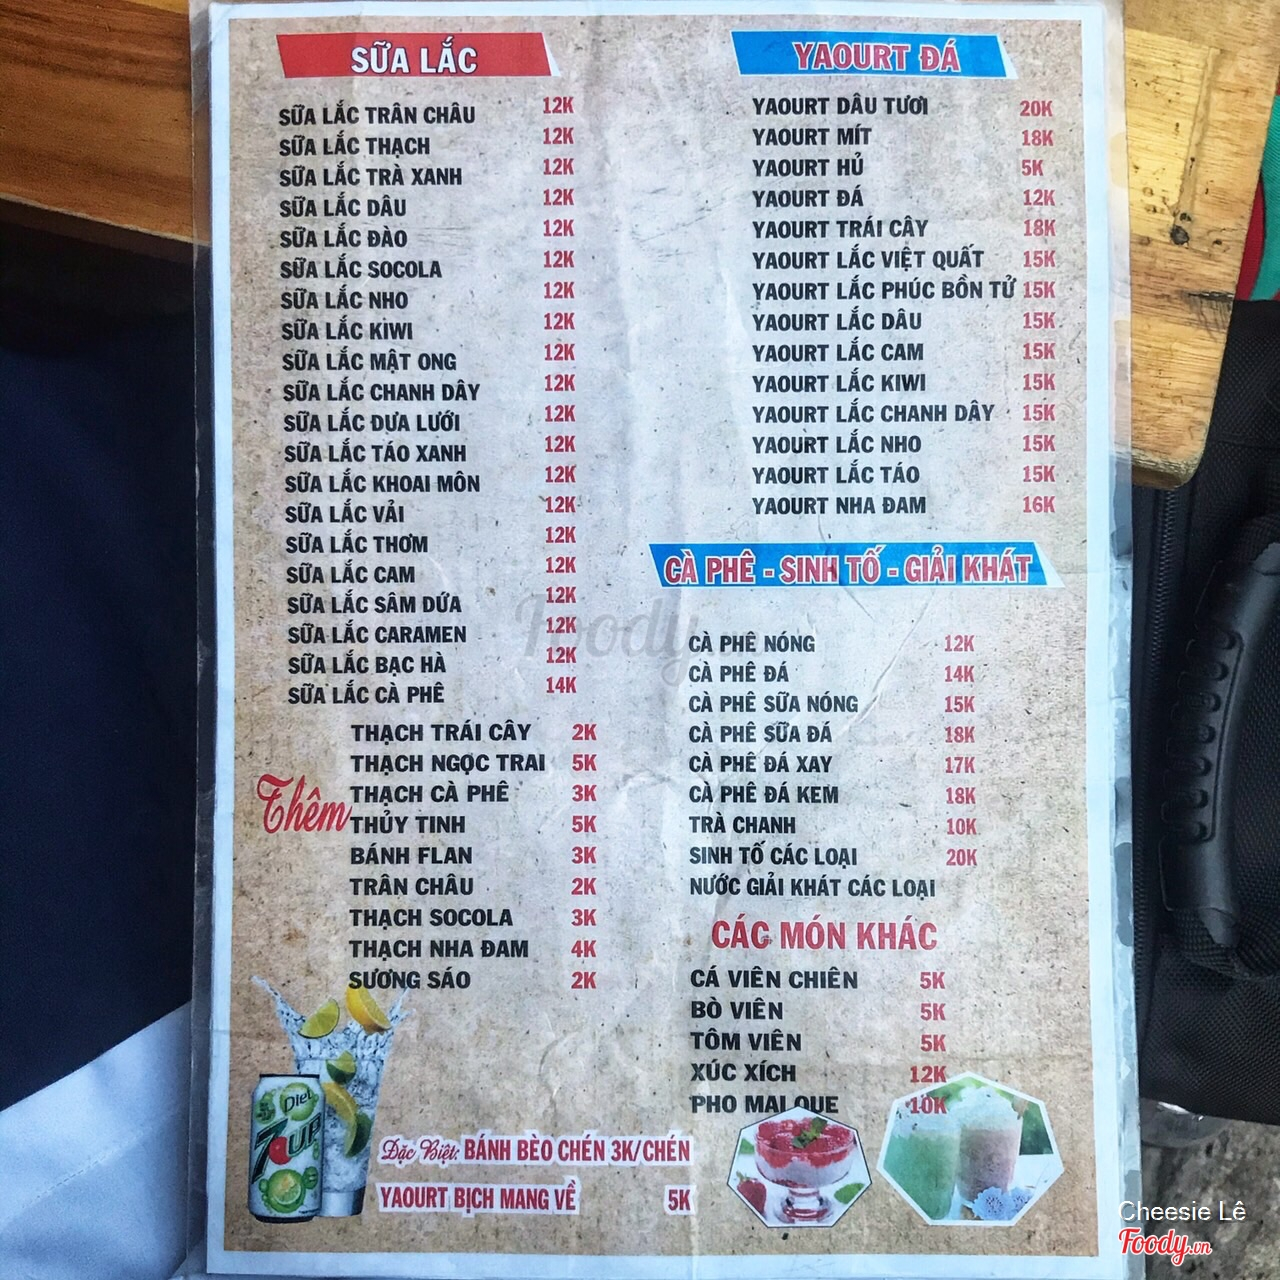 SỮA LẮC
SỮA LẮC TRÂN CHÂU 12K
SỮA LẮC THẠCH 12K
SỮA LẮC TRÀ XANH 12K
SỮA LẮC DÂU 12K
SỮA LẮC ĐÀO 12K
SỮA LẮC SOCOLA 12K
SỮA LẮC NHO 12K
SỮA LẮC KIWI 12K
SỮA LẮC MẬT ONG 12K
SỮA LẮC CHANH DÂY 12K
SỮA LẮC DƯA LƯỚI 12K
SỮA LẮC TÁO XANH 12K
SỮA LẮC KHOAI MÔN 12K
SỮA LẮC VẢI 12K
SỮA LẮC THƠM 12K
SỮA LẮC CAM 12K
SỮA LẮC SÂM DỨA 12K
SỮA LẮC CARAMEN 12K
SỮA LẮC BẠC HÀ 12K
SỮA LẮC CÀ PHÊ 14K
Thêm
THẠCH TRÁI CÂY 2K
THẠCH NGỌC TRAI 5K
THẠCH CÀ PHÊ 3K
THỦY TINH 5K
BÁNH FLAN 3K
TRÂN CHÂU 2K
THẠCH SOCOLA 3K
THẠCH NHA ĐAM 4K
SƯƠNG SÁO 2K
Diet
7UP
Đặc Biệt: BÁNH BÈO CHÉN 3K/CHÉN
YAOURT BỊCH MANG VỀ 5K
YAOURT ĐÁ
YAOURT DÂU TƯƠI 20K
YAOURT MÍT 18K
YAOURT HỦ 5K
YAOURT ĐÁ 12K
YAOURT TRÁI CÂY 18K
YAOURT LẮC VIỆT QUẤT 15K
YAOURT LẮC PHÚC BỒN TỬ 15K
YAOURT LẮC DÂU 15K
YAOURT LẮC CAM 15K
YAOURT LẮC KIWI 15K
YAOURT LẮC CHANH DÂY 15K
YAOURT LẮC NHO 15K
YAOURT LẮC TÁO 15K
YAOURT NHA ĐAM 16K
CÀ PHÊ - SINH TỐ - GIẢI KHÁT
CÀ PHÊ NÓNG 12K
CÀ PHÊ ĐÁ 14K
CÀ PHÊ SỮA NÓNG 15K
CÀ PHÊ SỮA ĐÁ 18K
CÀ PHÊ ĐÁ XAY 17K
CÀ PHÊ ĐÁ KEM 18K
TRÀ CHANH 10K
SINH TỐ CÁC LOẠI 20K
NƯỚC GIẢI KHÁT CÁC LOẠI
CÁC MÓN KHÁC
CÁ VIÊN CHIÊN 5K
BÒ VIÊN 5K
TÔM VIÊN 5K
XÚC XÍCH 12K
PHO MAI QUE 10K
Foody.vn
Cheesie Lê
Foody.vn